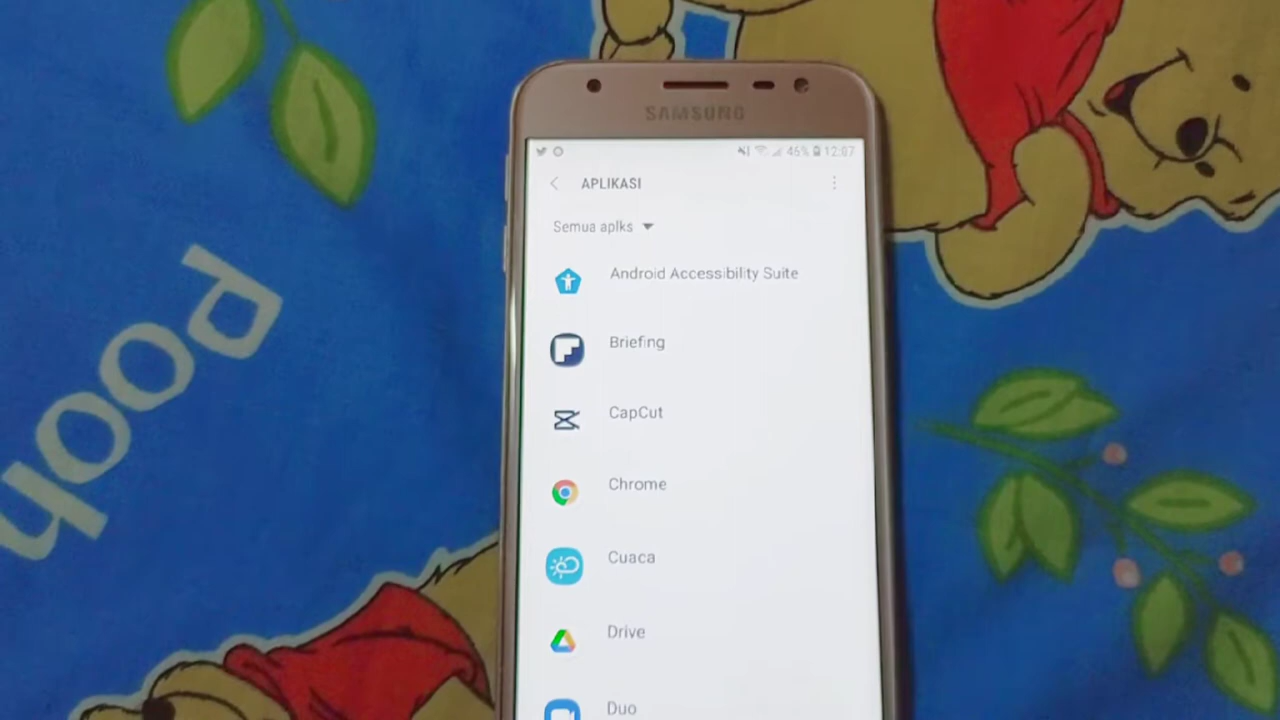 SAMSUNG
46% 12:07
APLIKASI
Semua aplks
Android Accessibility Suite
Briefing
CapCut
Chrome
Cuaca
Drive
Duo
Pooh